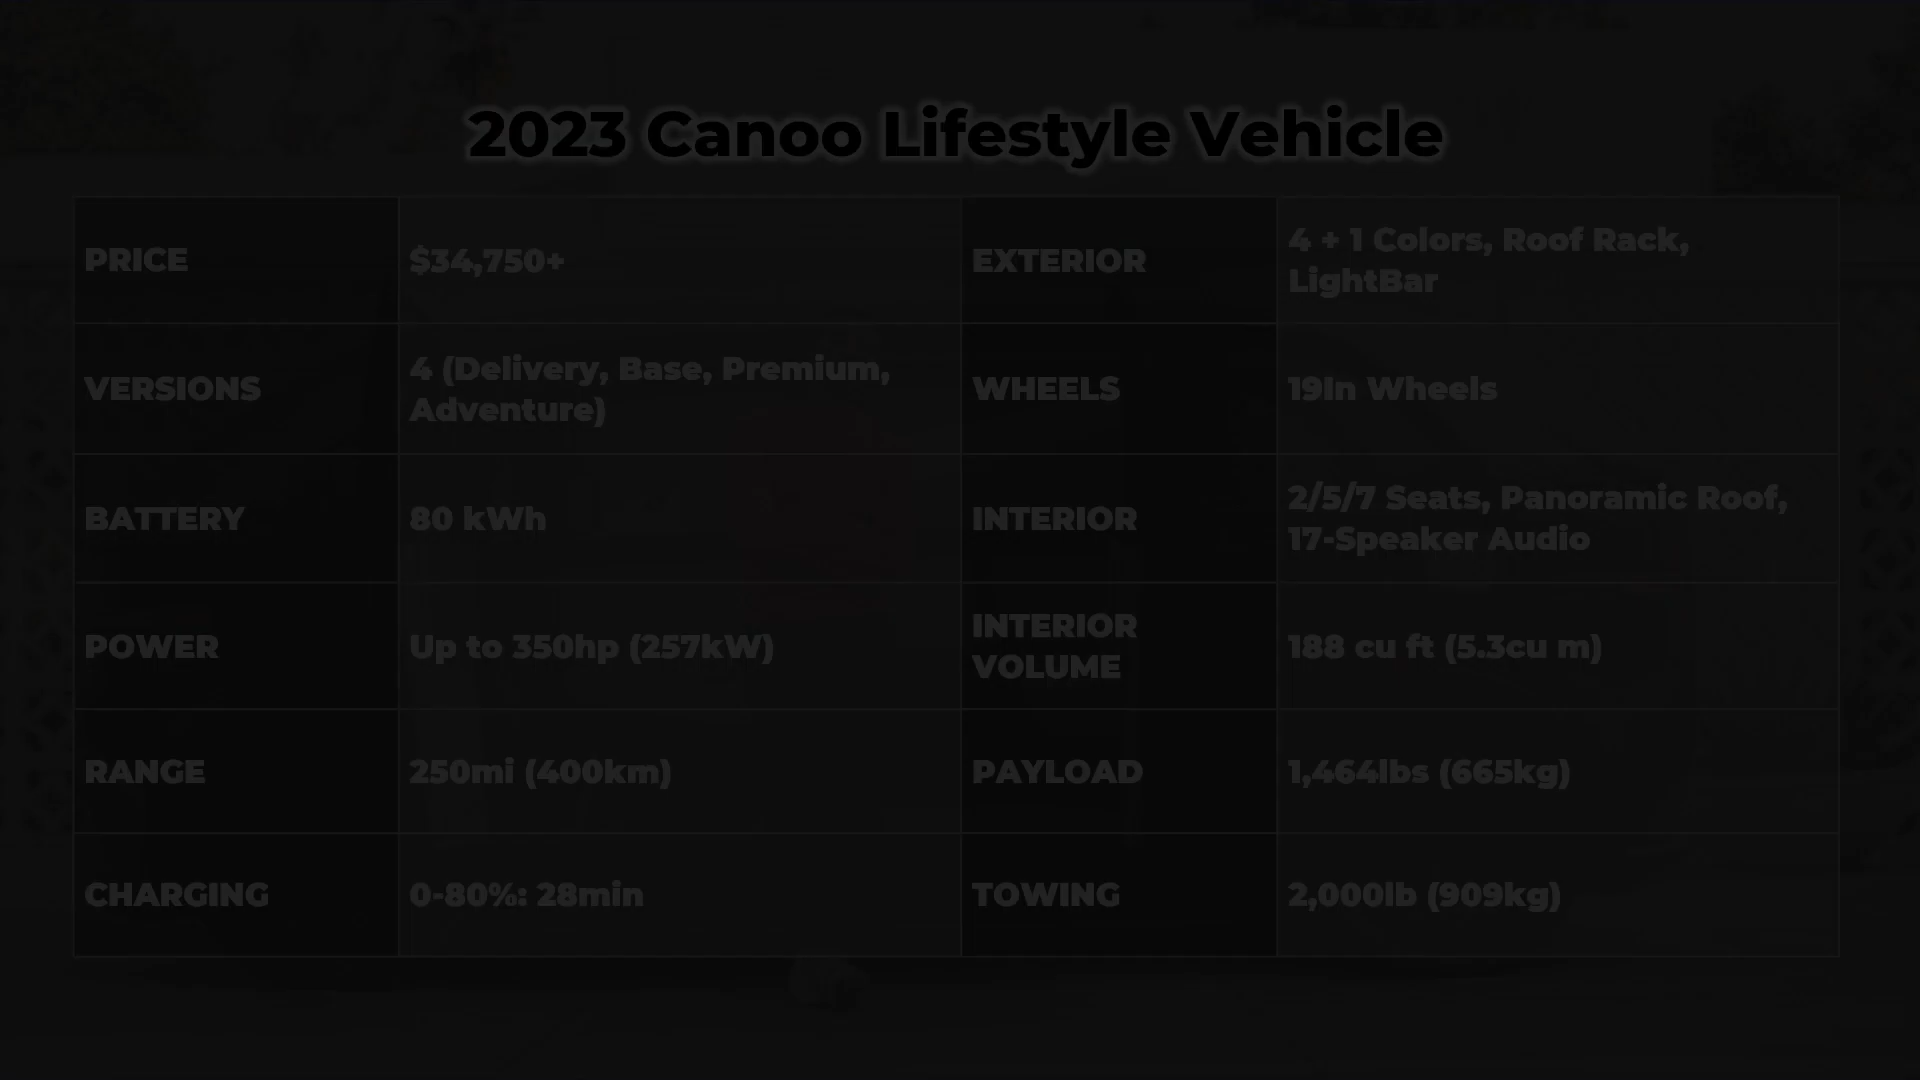 2023 Canoo Lifestyle Vehicle
PRICE
$34,750+
EXTERIOR
4 + 1 Colors, Roof Rack,
LightBar
VERSIONS
4 (Delivery, Base, Premium,
Adventure)
WHEELS
19in Wheels
BATTERY
80 kWh
INTERIOR
2/5/7 Seats, Panoramic Roof,
17-Speaker Audio
POWER
Up to 350hp (257kW)
INTERIOR
VOLUME
188 cu ft (5.3cu m)
RANGE
250mi (400km)
PAYLOAD
1,464lbs (665kg)
CHARGING
0-80%: 28min
TOWING
2,000lb (909kg)